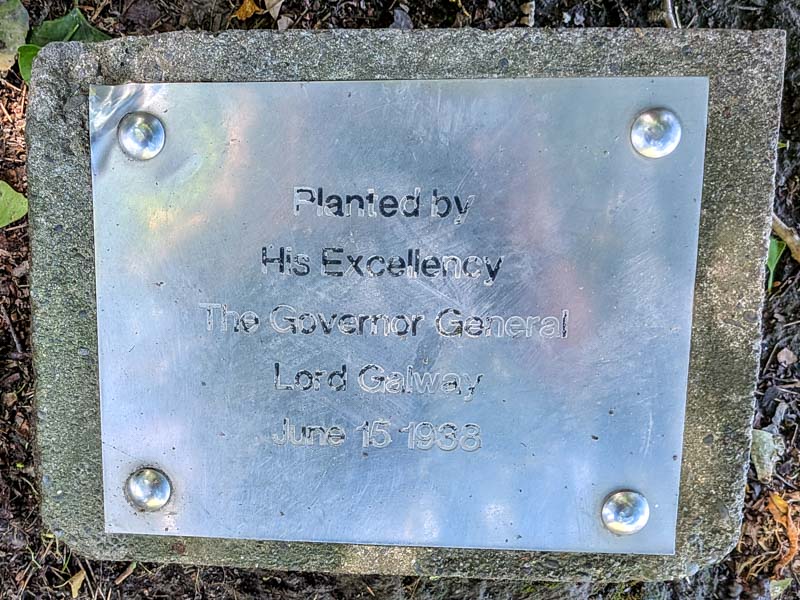 Planted by
His Excellency
The Governor General
Lord Galway
June 15 1938